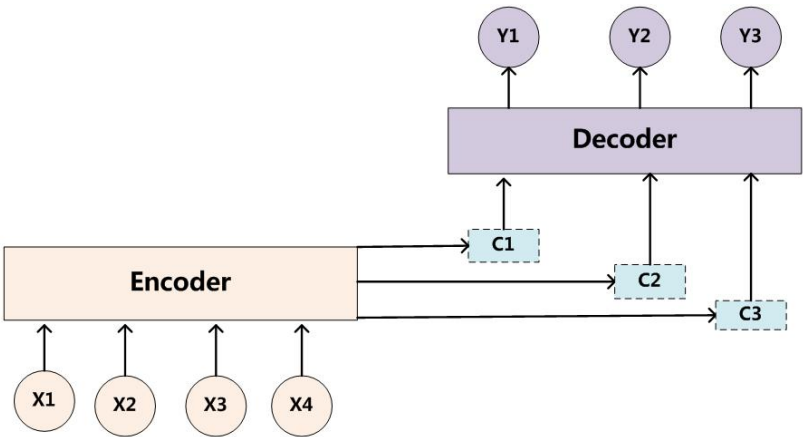 Y1 Y2 Y3
Decoder
C1
Encoder
C2
C3
X1 X2 X3 X4